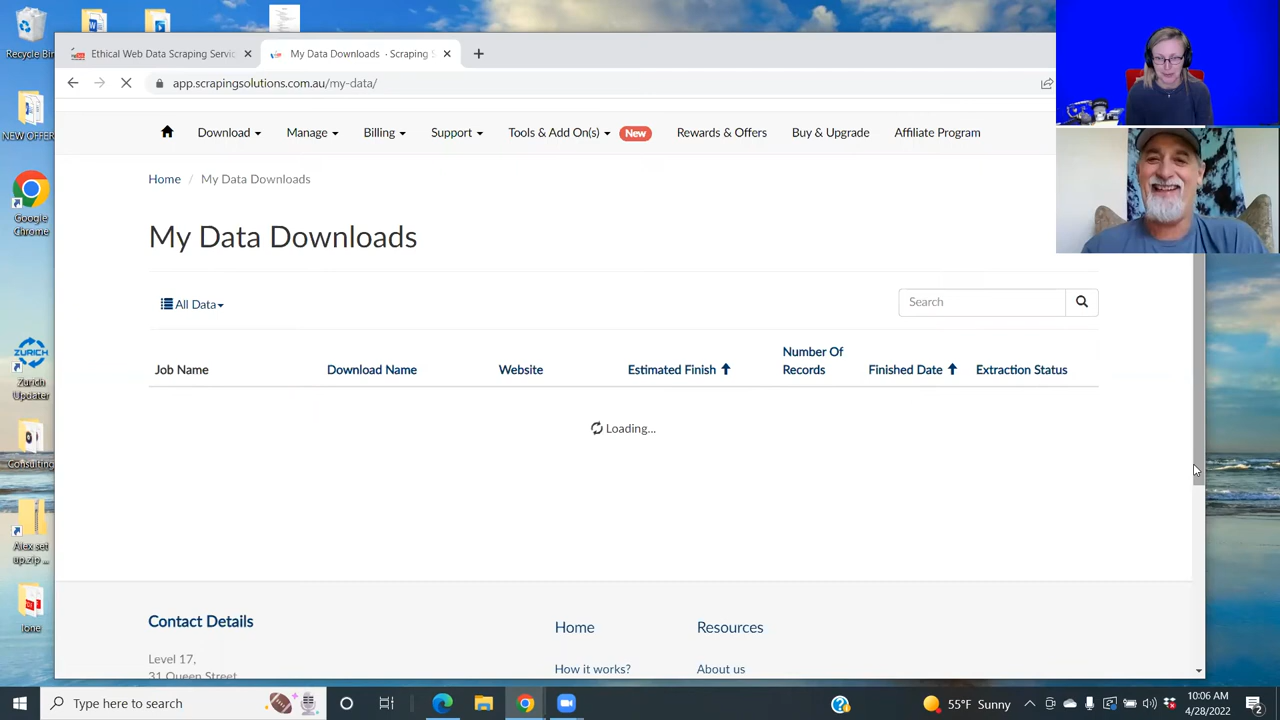 Recycle Bin
NEW OFFER
Google
Chrome
Zurich
Updater
Consulting
Alex set
up.zip ...
Ione
Ethical Web Data Scraping Servic
My Data Downloads · Scraping S
app.scrapingsolutions.com.au/my-data/
Download
Manage
Billing
Support
Tools & Add On(s)
New
Rewards & Offers
Buy & Upgrade
Affiliate Program
Home / My Data Downloads
My Data Downloads
All Data
Search
Job Name
Download Name
Website
Estimated Finish
Number Of
Records
Finished Date
Extraction Status
Loading...
Contact Details
Home
Resources
Level 17,
How it works?
About us
31 Queen Street
Type here to search
55°F Sunny
10:06 AM
4/28/2022
2